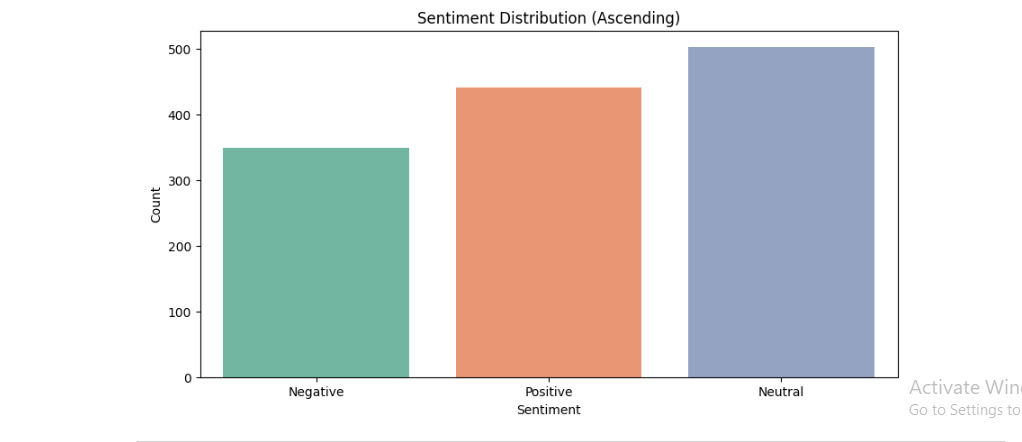 Sentiment Distribution (Ascending)
500
400
300
200
100
0
Count
Negative Positive Neutral
Sentiment
Activate Win
Go to Settings to